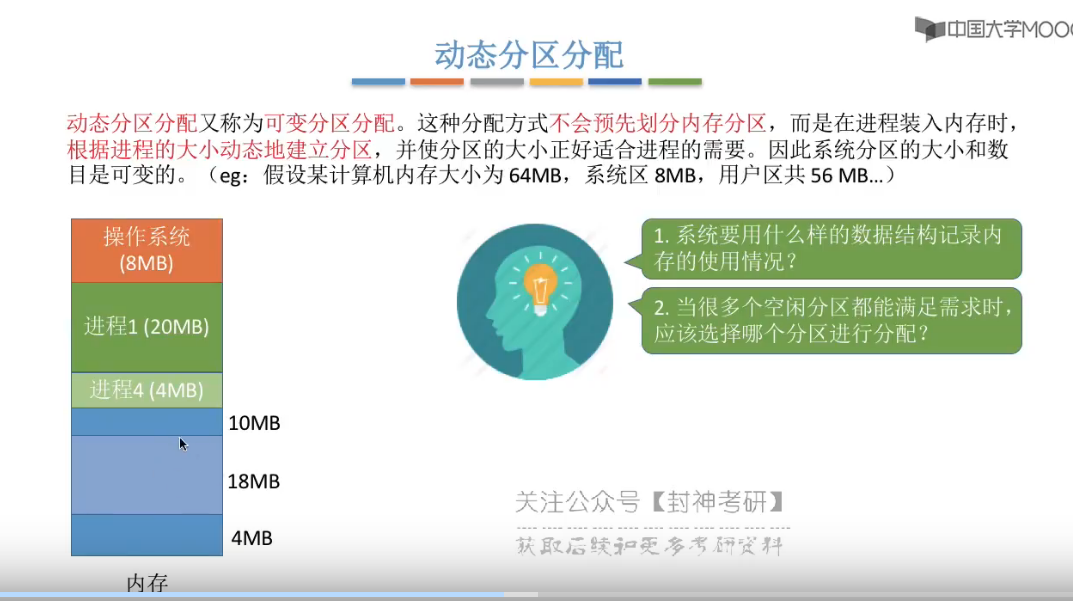 中国大学MOO
动态分区分配
动态分区分配又称为可变分区分配。这种分配方式不会预先划分内存分区，而是在进程装入内存时，
根据进程的大小动态地建立分区，并使分区的大小正好适合进程的需要。因此系统分区的大小和数
目是可变的。（eg：假设某计算机内存大小为 64MB，系统区 8MB，用户区共 56 MB…）
操作系统
(8MB)
进程1 (20MB)
进程4 (4MB)
10MB
18MB
4MB
内存
1. 系统要用什么样的数据结构记录内
存的使用情况？
2. 当很多个空闲分区都能满足需求时，
应该选择哪个分区进行分配？
关注公众号【封神考研】
获取后续和更多考研资料